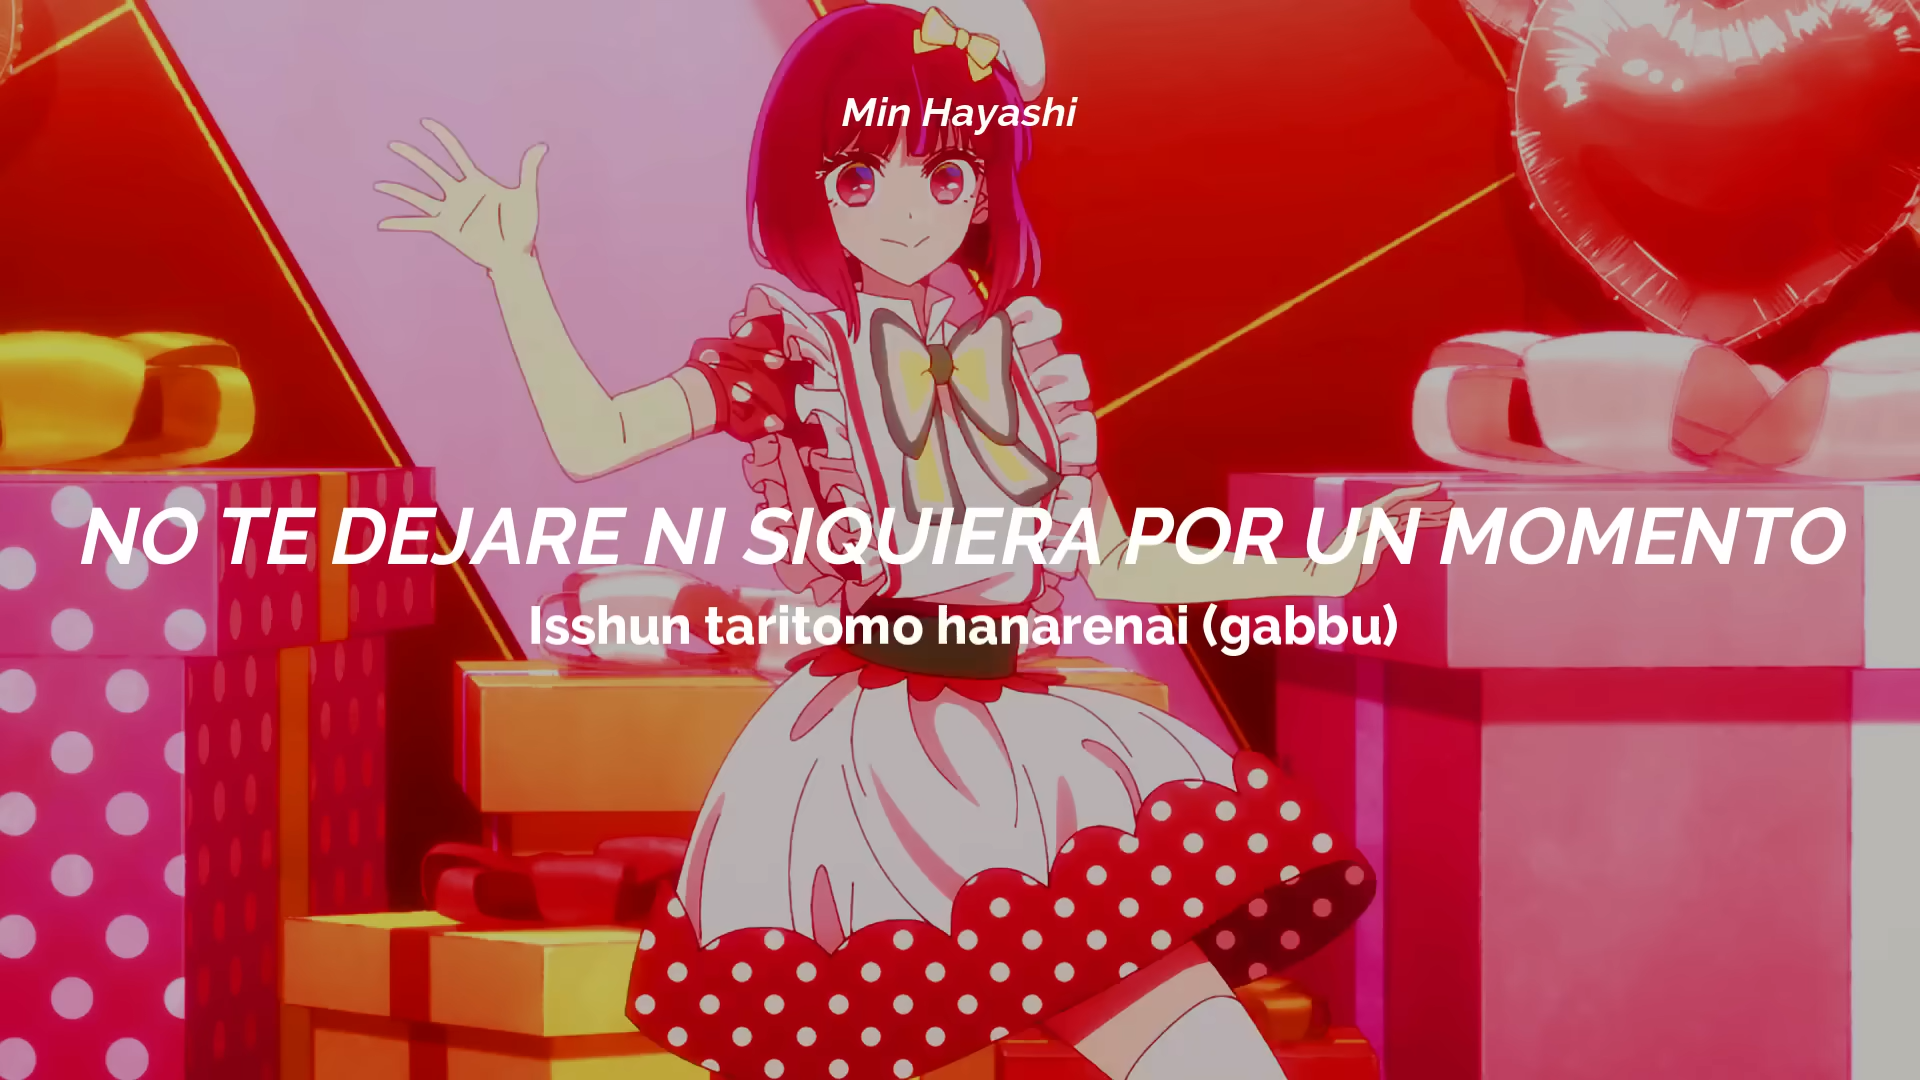 Min Hayashi
NO TE DEJARE NI SIQUIERA POR UN MOMENTO
Isshun taritomo hanarenai (gabbu)